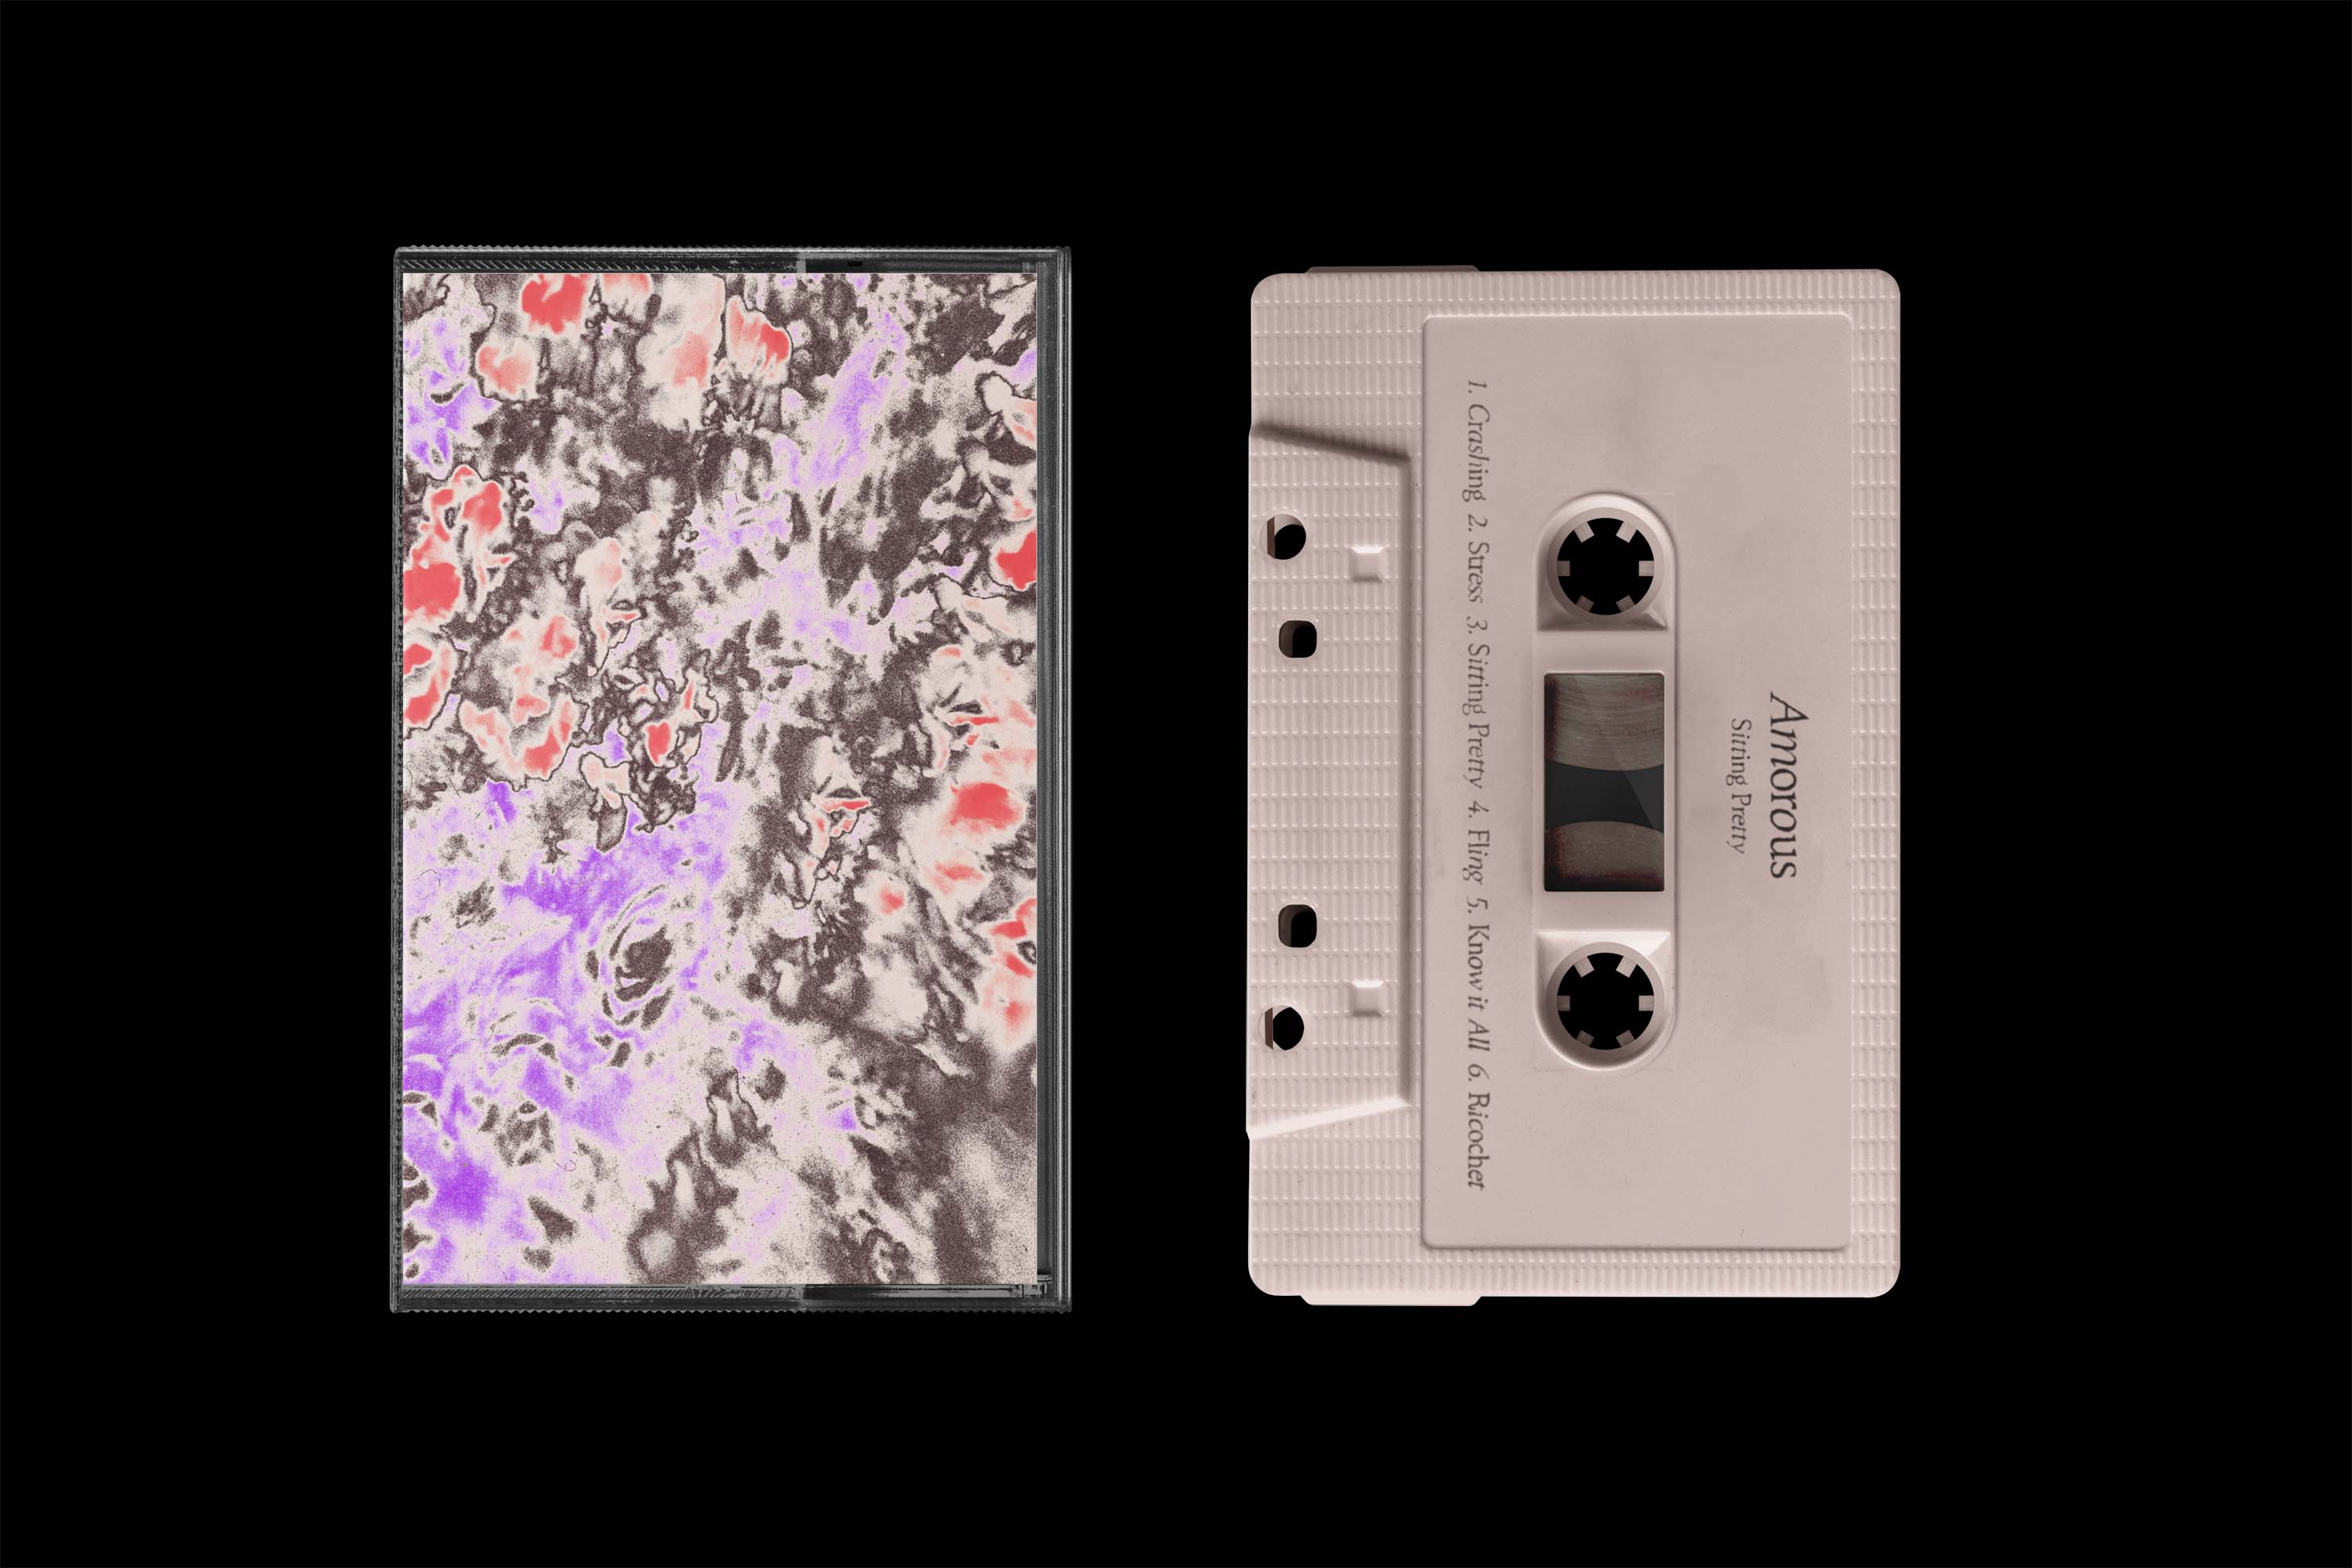 Amorous
Sitting Pretty
1. Crashing 2. Stress 3. Sitting Pretty 4. Fling 5. Know it All 6. Ricochet